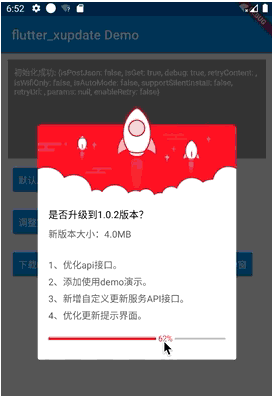 6:52
DEBUG
flutter_xupdate Demo
初始化成功: {isPostJson: false, isGet: true, debug: true, retryContent: ,
isWifiOnly: false, isAutoMode: false, supportSilentInstall: false,
retryUrl: , params: null, enableRetry: false}
默认
调整
下载 窗
是否升级到1.0.2版本？
新版本大小：4.0MB
1、优化api接口。
2、添加使用demo演示。
3、新增自定义更新服务API接口。
4、优化更新提示界面。
62%